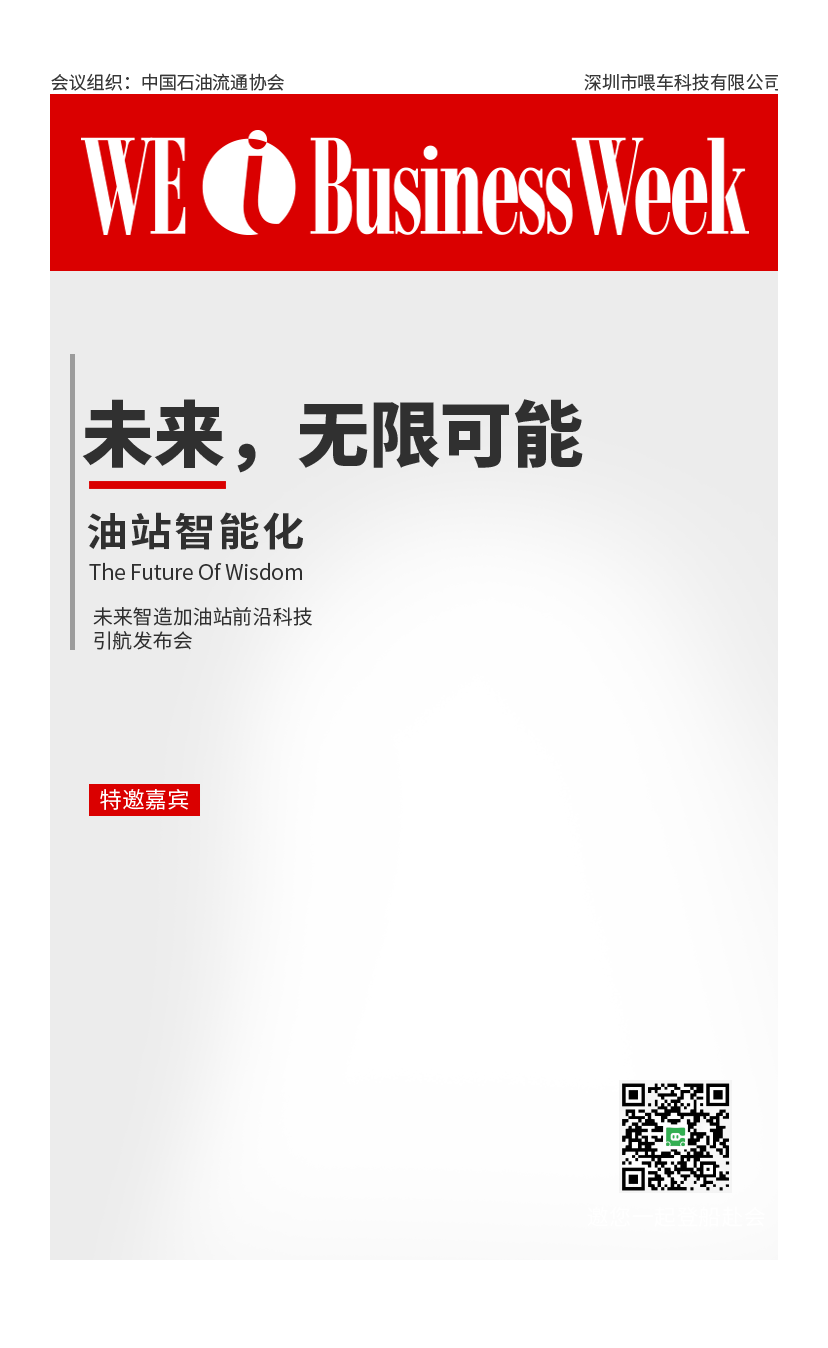 会议组织：中国石油流通协会
深圳市喂车科技有限公司
WE i BusinessWeek
未来，无限可能
油站智能化
The Future Of Wisdom
未来智造加油站前沿科技
引航发布会
特邀嘉宾